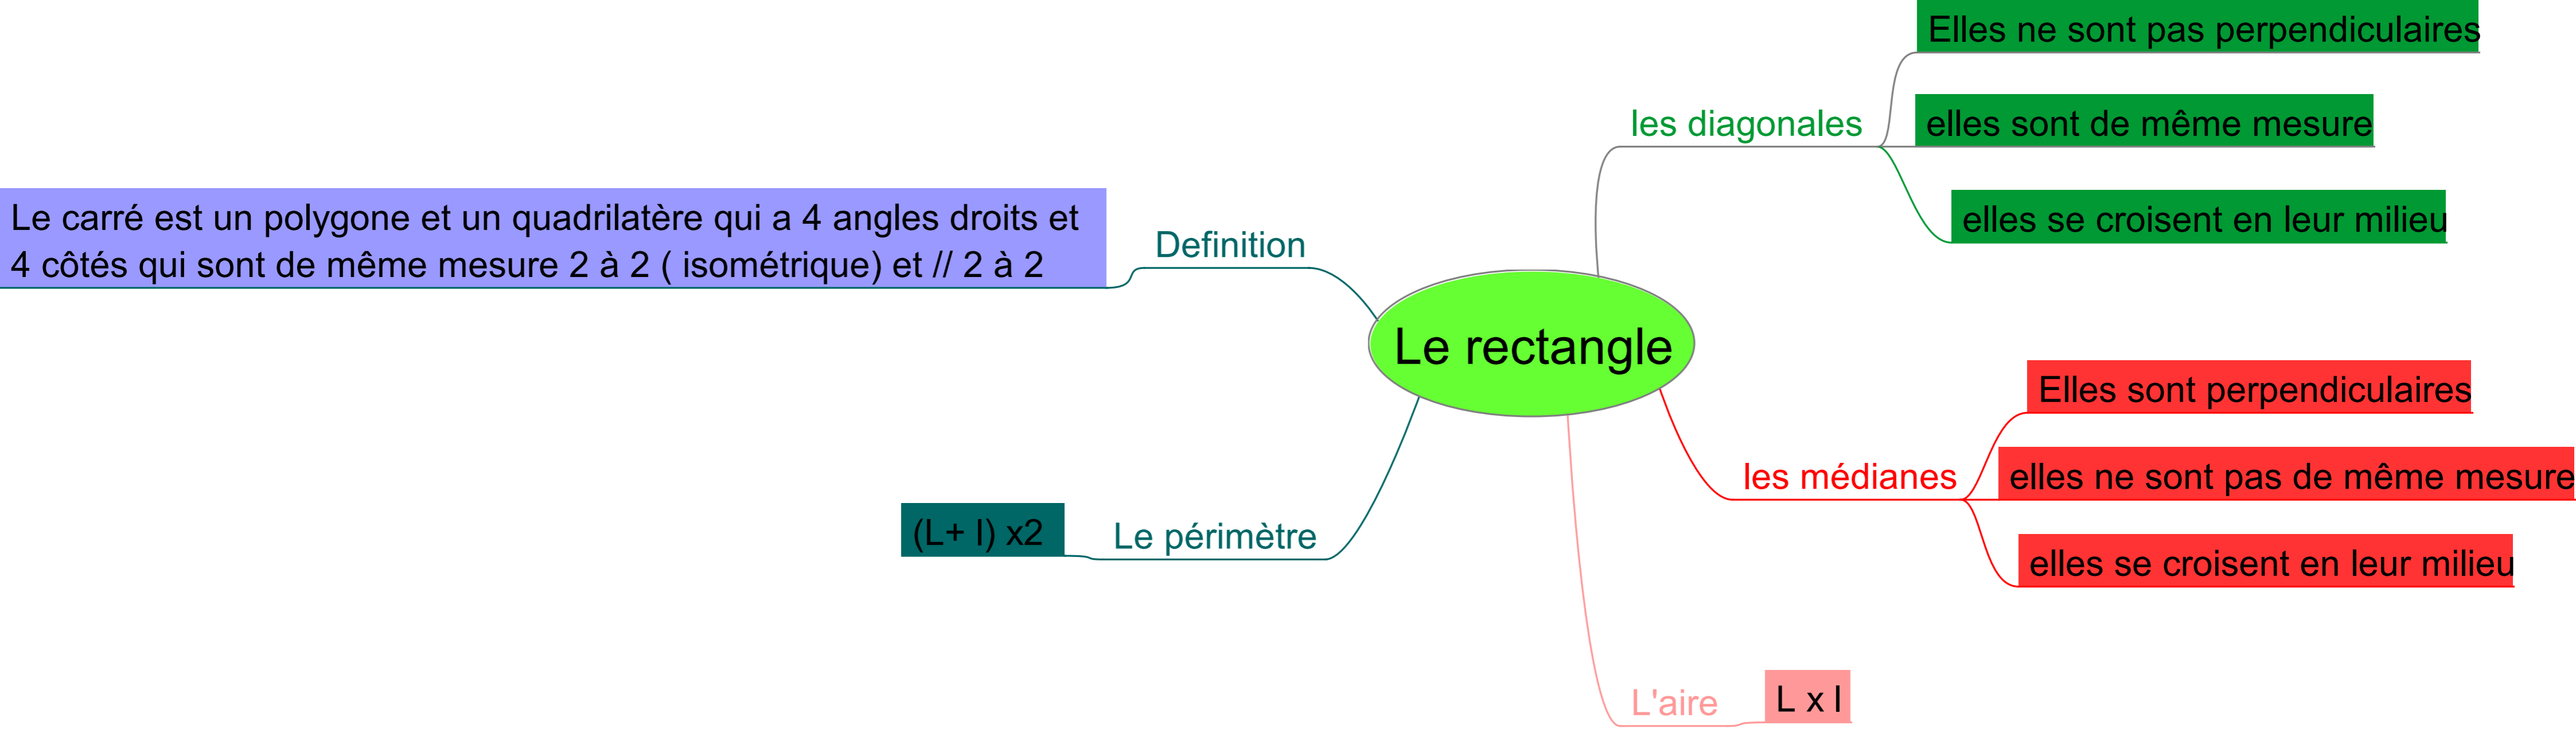 Elles ne sont pas perpendiculaires
les diagonales
elles sont de même mesure
elles se croisent en leur milieu
Le carré est un polygone et un quadrilatère qui a 4 angles droits et
4 côtés qui sont de même mesure 2 à 2 ( isométrique) et // 2 à 2
Definition
Le rectangle
Elles sont perpendiculaires
les médianes
elles ne sont pas de même mesure
elles se croisent en leur milieu
(L+ l) x2
Le périmètre
L'aire
L x l